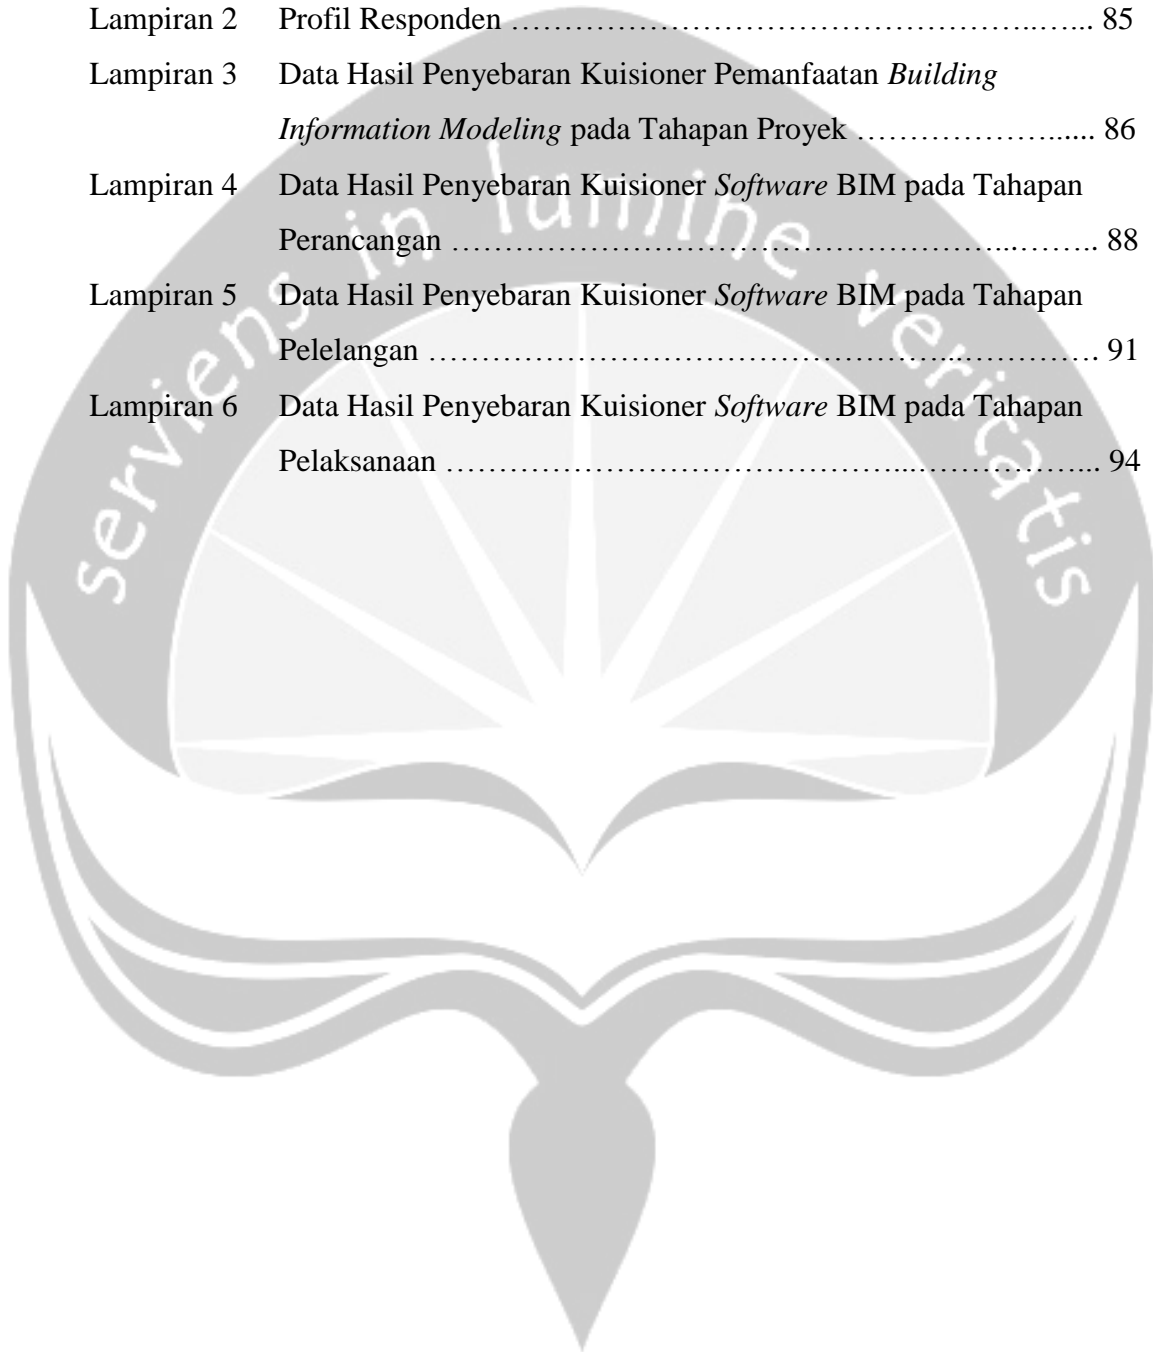 Lampiran 2 Profil Responden ……………………………………………..…... 85
Lampiran 3 Data Hasil Penyebaran Kuisioner Pemanfaatan Building
Information Modeling pada Tahapan Proyek ………………...... 86
Lampiran 4 Data Hasil Penyebaran Kuisioner Software BIM pada Tahapan
Perancangan ………………………………………………...…….. 88
Lampiran 5 Data Hasil Penyebaran Kuisioner Software BIM pada Tahapan
Pelelangan …………………………………………….…………. 91
Lampiran 6 Data Hasil Penyebaran Kuisioner Software BIM pada Tahapan
Pelaksanaan ………………………………………...……………... 94
serviens in lumine veritatis